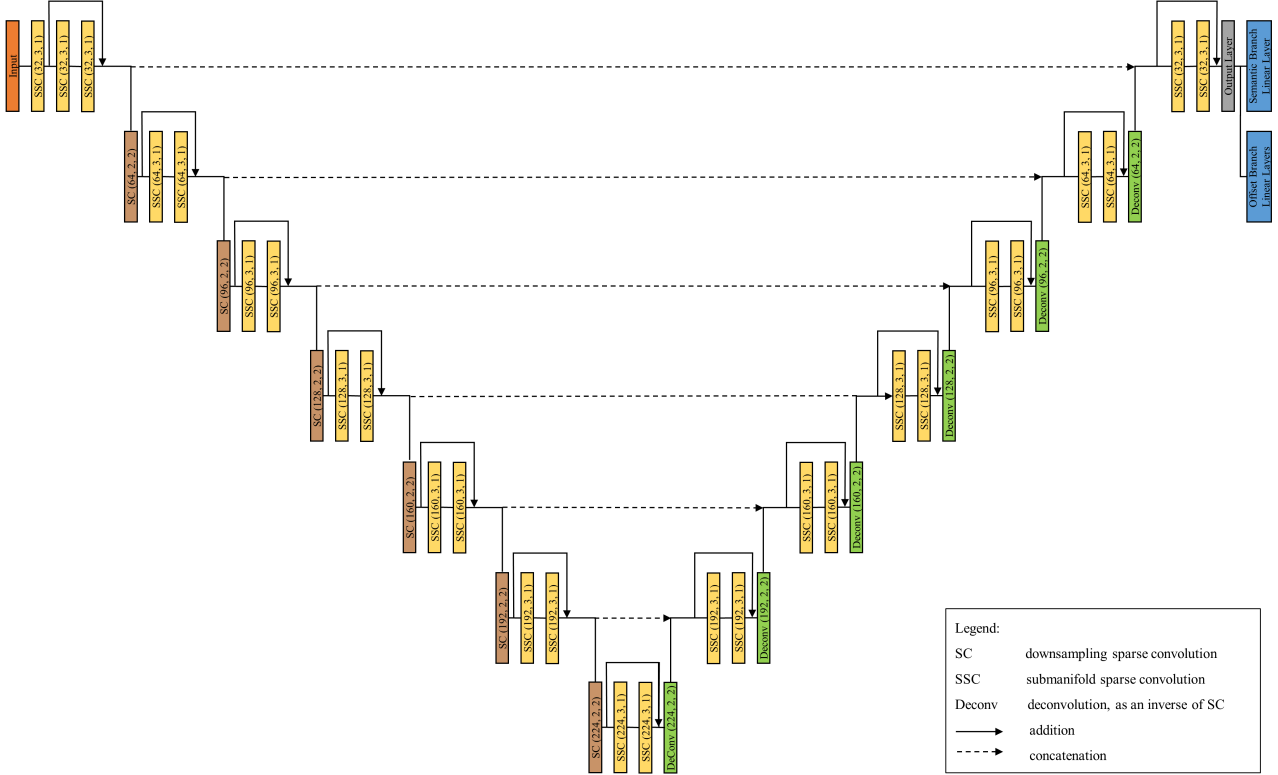 Input
SSC (32, 3, 1)
SSC (32, 3, 1)
SSC (32, 3, 1)
SC (64, 2, 2)
SSC (64, 3, 1)
SSC (64, 3, 1)
SC (96, 2, 2)
SSC (96, 3, 1)
SSC (96, 3, 1)
SC (128, 2, 2)
SSC (128, 3, 1)
SSC (128, 3, 1)
SC (160, 2, 2)
SSC (160, 3, 1)
SSC (160, 3, 1)
SC (192, 2, 2)
SSC (192, 3, 1)
SSC (192, 3, 1)
SC (224, 2, 2)
SSC (224, 3, 1)
SSC (224, 3, 1)
DeConv (224, 2, 2)
SSC (192, 3, 1)
SSC (192, 3, 1)
Deconv (192, 2, 2)
SSC (160, 3, 1)
SSC (160, 3, 1)
Deconv (160, 2, 2)
SSC (128, 3, 1)
SSC (128, 3, 1)
Deconv (128, 2, 2)
SSC (96, 3, 1)
SSC (96, 3, 1)
Deconv (96, 2, 2)
SSC (64, 3, 1)
SSC (64, 3, 1)
Deconv (64, 2, 2)
SSC (32, 3, 1)
SSC (32, 3, 1)
Output Layer
Semantic Branch
Linear Layer
Offset Branch
Linear Layers
Legend:
SC downsampling sparse convolution
SSC submanifold sparse convolution
Deconv deconvolution, as an inverse of SC
addition
concatenation